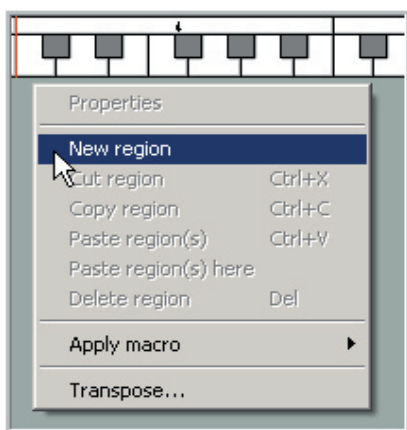 Properties
New region
Cut region Ctrl+X
Copy region Ctrl+C
Paste region(s) Ctrl+V
Paste region(s) here
Delete region Del
Apply macro
Transpose...